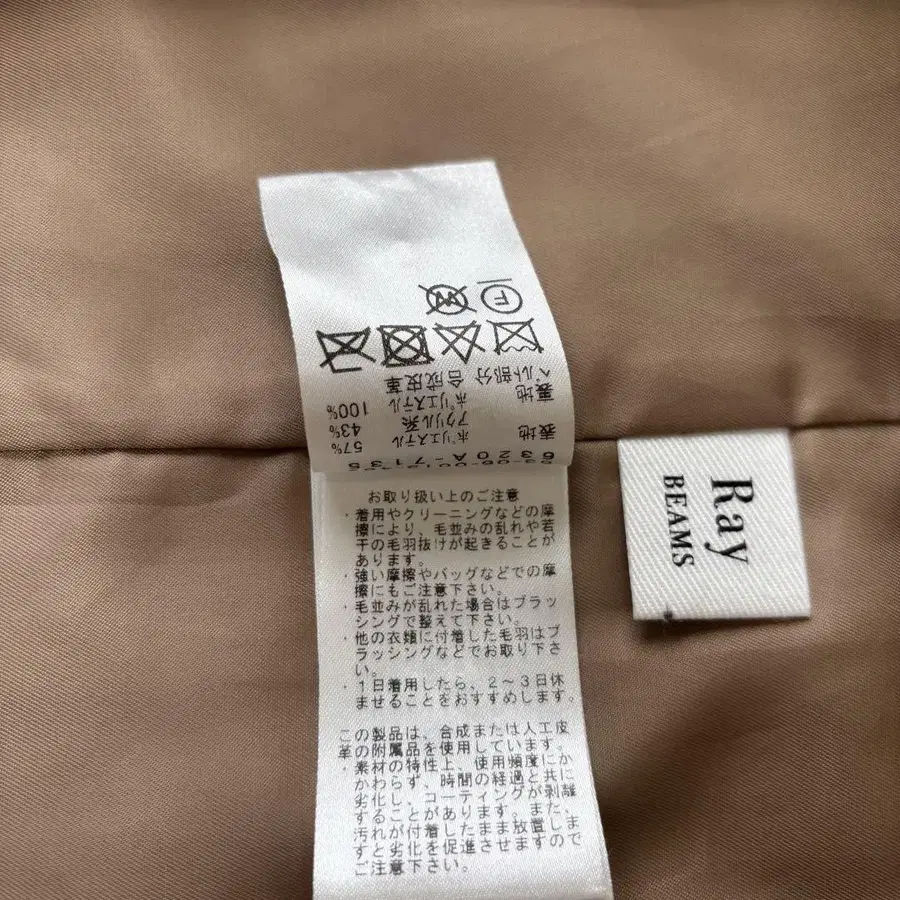 表地 ポリエステル 57%
アクリル系 43%
裏地 ポリエステル 100%
ベルト部分 合成皮革
Ⓕ Ⓦ
お取り扱い上のご注意
・着用やクリーニングなどの摩
擦により、毛並みの乱れや若
干の毛羽抜けが起きることが
あります。
・強い摩擦やバッグなどでの摩
擦にもご注意下さい。
・毛並みが乱れた場合はブラッ
シングで整えて下さい。
・他の衣類に付着した毛羽はブ
ラッシングなどでお取り下さ
い。
・1日着用したら、2〜3日休
ませることをおすすめします。
この製品は、合成または人工皮
革の附属品を使用しています。
・素材の特性上、使用頻度にか
かわらず、時間の経過と共に
劣化し、コーティングが剥離
することがあります。また、
汚れが付着したまま放置しま
すと劣化を促進させますので
ご注意下さい。
Ray
BEAMS